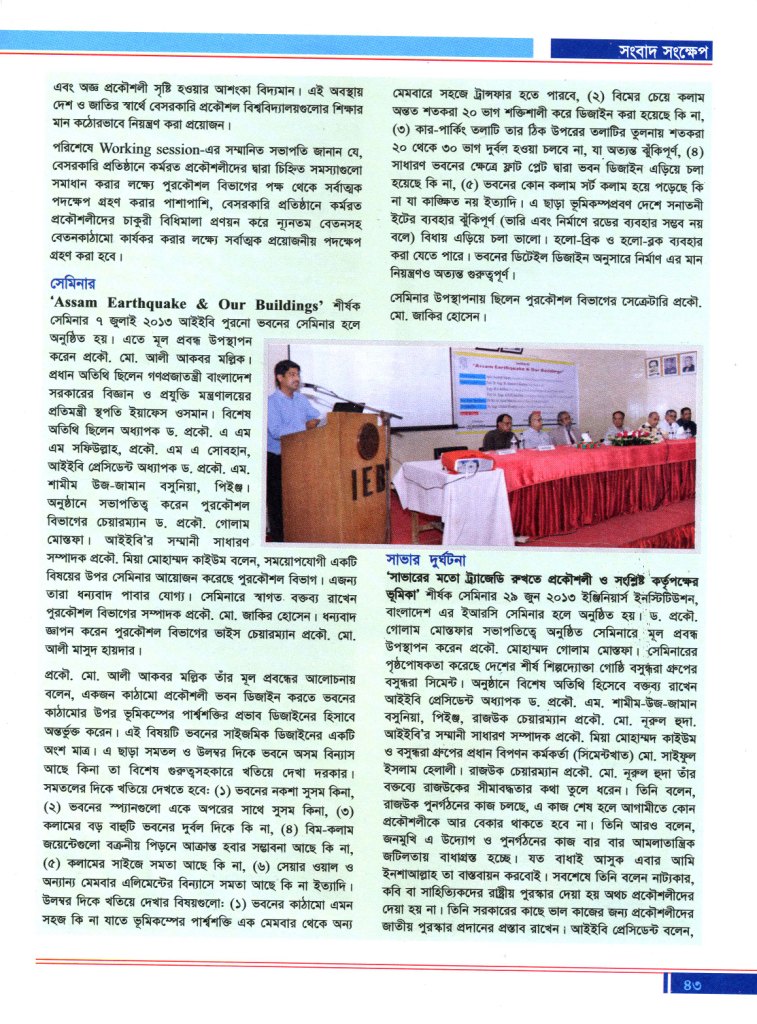 সংবাদ সংক্ষেপ
এবং অজ্ঞ প্রকৌশলী সৃষ্টি হওয়ার আশংকা বিদ্যমান। এই অবস্থায়
দেশ ও জাতির স্বার্থে বেসরকারি প্রকৌশল বিশ্ববিদ্যালয়গুলোর শিক্ষার
মান কঠোরভাবে নিয়ন্ত্রণ করা প্রয়োজন।
পরিশেষে Working session-এর সম্মানিত সভাপতি জানান যে,
বেসরকারি প্রতিষ্ঠানে কর্মরত প্রকৌশলীদের দ্বারা চিহ্নিত সমস্যাগুলো
সমাধান করার লক্ষ্যে পুরকৌশল বিভাগের পক্ষ থেকে সর্বাত্মক
পদক্ষেপ গ্রহণ করার পাশাপাশি, বেসরকারি প্রতিষ্ঠানে কর্মরত
প্রকৌশলীদের চাকুরী বিধিমালা প্রণয়ন করে ন্যূনতম বেতনসহ
বেতনকাঠামো কার্যকর করার লক্ষ্যে সর্বাত্মক প্রয়োজনীয় পদক্ষেপ
গ্রহণ করা হবে।
সেমিনার
‘Assam Earthquake & Our Buildings’ শীর্ষক
সেমিনার ৭ জুলাই ২০১৩ আইইবি পুরনো ভবনের সেমিনার হলে
অনুষ্ঠিত হয়। এতে মূল প্রবন্ধ উপস্থাপন
করেন প্রকৌ. মো. আলী আকবর মল্লিক।
প্রধান অতিথি ছিলেন গণপ্রজাতন্ত্রী বাংলাদেশ
সরকারের বিজ্ঞান ও প্রযুক্তি মন্ত্রণালয়ের
প্রতিমন্ত্রী স্থপতি ইয়াফেস ওসমান। বিশেষ
অতিথি ছিলেন অধ্যাপক ড. প্রকৌ. এ এম
এম সফিউল্লাহ, প্রকৌ. এম এ সোবহান,
আইইবি প্রেসিডেন্ট অধ্যাপক ড. প্রকৌ. এম.
শামীম উজ-জামান বসুনিয়া, পিইঞ্জ।
অনুষ্ঠানে সভাপতিত্ব করেন পুরকৌশল
বিভাগের চেয়ারম্যান ড. প্রকৌ. গোলাম
মোস্তফা। আইইবি’র সম্মানী সাধারণ
সম্পাদক প্রকৌ. মিয়া মোহাম্মদ কাইউম বলেন, সময়োপযোগী একটি
বিষয়ের উপর সেমিনার আয়োজন করেছে পুরকৌশল বিভাগ। এজন্য
তারা ধন্যবাদ পাবার যোগ্য। সেমিনারে স্বাগত বক্তব্য রাখেন
পুরকৌশল বিভাগের সম্পাদক প্রকৌ. মো. জাকির হোসেন। ধন্যবাদ
জ্ঞাপন করেন পুরকৌশল বিভাগের ভাইস চেয়ারম্যান প্রকৌ. মো.
আলী মাসুদ হায়দার।
প্রকৌ. মো. আলী আকবর মল্লিক তাঁর মূল প্রবন্ধের আলোচনায়
বলেন, একজন কাঠামো প্রকৌশলী ভবন ডিজাইন করতে ভবনের
কাঠামোর উপর ভূমিকম্পের পার্শ্বশক্তির প্রভাব ডিজাইনের হিসাবে
অন্তর্ভুক্ত করেন। এই বিষয়টি ভবনের সাইজমিক ডিজাইনের একটি
অংশ মাত্র। এ ছাড়া সমতল ও উলম্ব দিকে ভবনে অসম বিন্যাস
আছে কিনা তা বিশেষ গুরুত্বসহকারে খতিয়ে দেখা দরকার।
সমতলের দিকে খতিয়ে দেখতে হবে: (১) ভবনের নকশা সুসম কিনা,
(২) ভবনের স্প্যানগুলো একে অপরের সাথে সুসম কিনা, (৩)
কলামের বড় বাহুটি ভবনের দুর্বল দিকে কি না, (৪) বিম-কলাম
জয়েন্টগুলো বক্রনীয় পিড়নে আক্রান্ত হবার সম্ভাবনা আছে কি না,
(৫) কলামের সাইজে সমতা আছে কি না, (৬) সেয়ার ওয়াল ও
অন্যান্য মেমবার এলিমেন্টের বিন্যাসে সমতা আছে কি না ইত্যাদি।
উলম্ব দিকে খতিয়ে দেখার বিষয়গুলো: (১) ভবনের কাঠামো এমন
সহজ কি না যাতে ভূমিকম্পের পার্শ্বশক্তি এক মেমবার থেকে অন্য
মেমবারে সহজে ট্রান্সফার হতে পারবে, (২) বিমের চেয়ে কলাম
অন্তত শতকরা ২০ ভাগ শক্তিশালী করে ডিজাইন করা হয়েছে কি না,
(৩) কার-পার্কিং তলাটি তার ঠিক উপরের তলাটির তুলনায় শতকরা
২০ থেকে ৩০ ভাগ দুর্বল হওয়া চলবে না, যা অত্যন্ত ঝুঁকিপূর্ণ, (৪)
সাধারণ ভবনের ক্ষেত্রে ফ্লাট প্লেট দ্বারা ভবন ডিজাইন এড়িয়ে চলা
হয়েছে কি না, (৫) ভবনের কোন কলাম সর্ট কলাম হয়ে পড়েছে কি
না যা কাঙ্ক্ষিত নয় ইত্যাদি। এ ছাড়া ভূমিকম্পপ্রবণ দেশে সনাতনী
ইটের ব্যবহার ঝুঁকিপূর্ণ (ভারি এবং নির্মাণে রডের ব্যবহার সম্ভব নয়
বলে) বিধায় এড়িয়ে চলা ভালো। হলো-ব্রিক ও হলো-ব্লক ব্যবহার
করা যেতে পারে। ভবনের ডিটেইল ডিজাইন অনুসারে নির্মাণ এর মান
নিয়ন্ত্রণও অত্যন্ত গুরুত্বপূর্ণ।
সেমিনার উপস্থাপনায় ছিলেন পুরকৌশল বিভাগের সেক্রেটারি প্রকৌ.
মো. জাকির হোসেন।
"Assam Earthquake & Our Buildings"
IEB
সাভার দুর্ঘটনা
‘সাভারের মতো ট্র্যাজেডি রুখতে প্রকৌশলী ও সংশ্লিষ্ট কর্তৃপক্ষের
ভূমিকা’ শীর্ষক সেমিনার ২৯ জুন ২০১৩ ইঞ্জিনিয়ার্স ইনস্টিটিউশন,
বাংলাদেশ এর ইআরসি সেমিনার হলে অনুষ্ঠিত হয়। ড. প্রকৌ.
গোলাম মোস্তফার সভাপতিত্বে অনুষ্ঠিত সেমিনারে মূল প্রবন্ধ
উপস্থাপন করেন প্রকৌ. মোহাম্মদ গোলাম মোস্তফা। সেমিনারের
পৃষ্ঠপোষকতা করেছে দেশের শীর্ষ শিল্পদ্যোক্তা গোষ্ঠি বসুন্ধরা গ্রুপের
বসুন্ধরা সিমেন্ট। অনুষ্ঠানে বিশেষ অতিথি হিসেবে বক্তব্য রাখেন
আইইবি প্রেসিডেন্ট অধ্যাপক ড. প্রকৌ. এম. শামীম-উজ-জামান
বসুনিয়া, পিইঞ্জ, রাজউক চেয়ারম্যান প্রকৌ. মো. নূরুল হুদা.
আইইবি’র সম্মানী সাধারণ সম্পাদক প্রকৌ. মিয়া মোহাম্মদ কাইউম
ও বসুন্ধরা গ্রুপের প্রধান বিপণন কর্মকর্তা (সিমেন্টখাত) মো. সাইফুল
ইসলাম হেলালী। রাজউক চেয়ারম্যান প্রকৌ. মো. নূরুল হুদা তাঁর
বক্তব্যে রাজউকের সীমাবদ্ধতার কথা তুলে ধরেন। তিনি বলেন,
রাজউক পুনর্গঠনের কাজ চলছে, এ কাজ শেষ হলে আগামীতে কোন
প্রকৌশলীকে আর বেকার থাকতে হবে না। তিনি আরও বলেন,
জনমুখি এ উদ্যোগ ও পুনর্গঠনের কাজ বার বার আমলাতান্ত্রিক
জটিলতায় বাধাপ্রস্ত হচ্ছে। যত বাধাই আসুক এবার আমি
ইনশাআল্লাহ তা বাস্তবায়ন করবোই। সবশেষে তিনি বলেন নাট্যকার,
কবি বা সাহিত্যিকদের রাষ্ট্রীয় পুরস্কার দেয়া হয় অথচ প্রকৌশলীদের
দেয়া হয় না। তিনি সরকারের কাছে ভাল কাজের জন্য প্রকৌশলীদের
জাতীয় পুরস্কার প্রদানের প্রস্তাব রাখেন। আইইবি প্রেসিডেন্ট বলেন,
৪৩